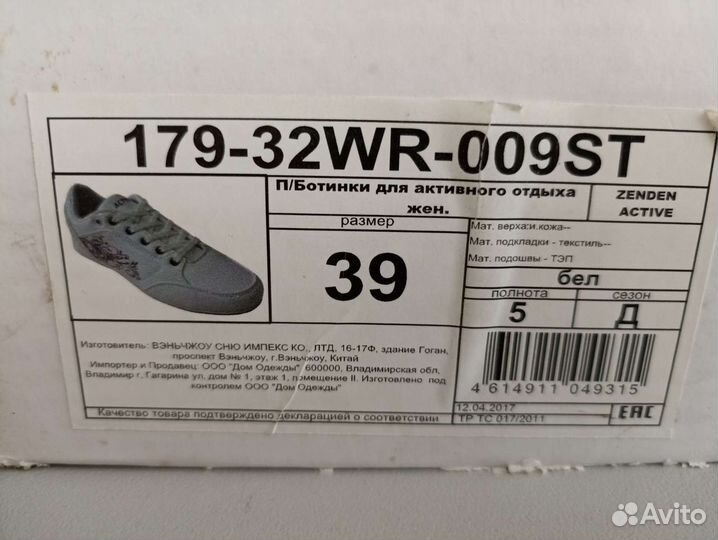 179-32WR-009ST
П/Ботинки для активного отдыха
жен.
ZENDEN
ACTIVE
размер
39
Мат. верха:и.кожа--
Мат. подкладки - текстиль--
Мат. подошвы - ТЭП
бел
полнота
сезон
5
Д
Изготовитель: ВЭНЬЧЖОУ СНЮ ИМПЕКС КО., ЛТД, 16-17Ф, здание Гоган,
проспект Вэньчжоу, г.Вэньчжоу, Китай
Импортер и Продавец: ООО "Дом Одежды" 600000, Владимирская обл,
Владимир г, Гагарина ул, дом № 1, этаж 1, помещение II. Изготовлено под
контролем ООО "Дом Одежды"
4 614911 049315
12.04.2017
Качество товара подтверждено декларацией о соответствии
ТР ТС 017/2011
EAC
Avito